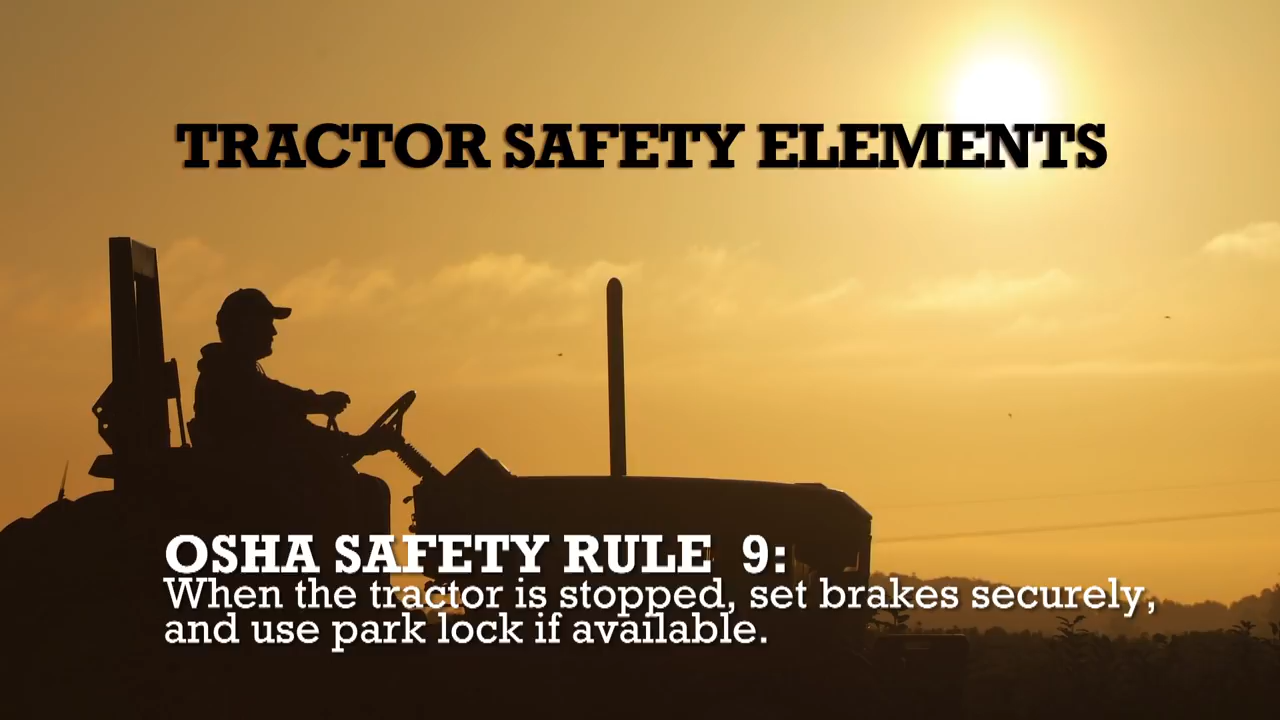 TRACTOR SAFETY ELEMENTS
OSHA SAFETY RULE 9:
When the tractor is stopped, set brakes securely,
and use park lock if available.